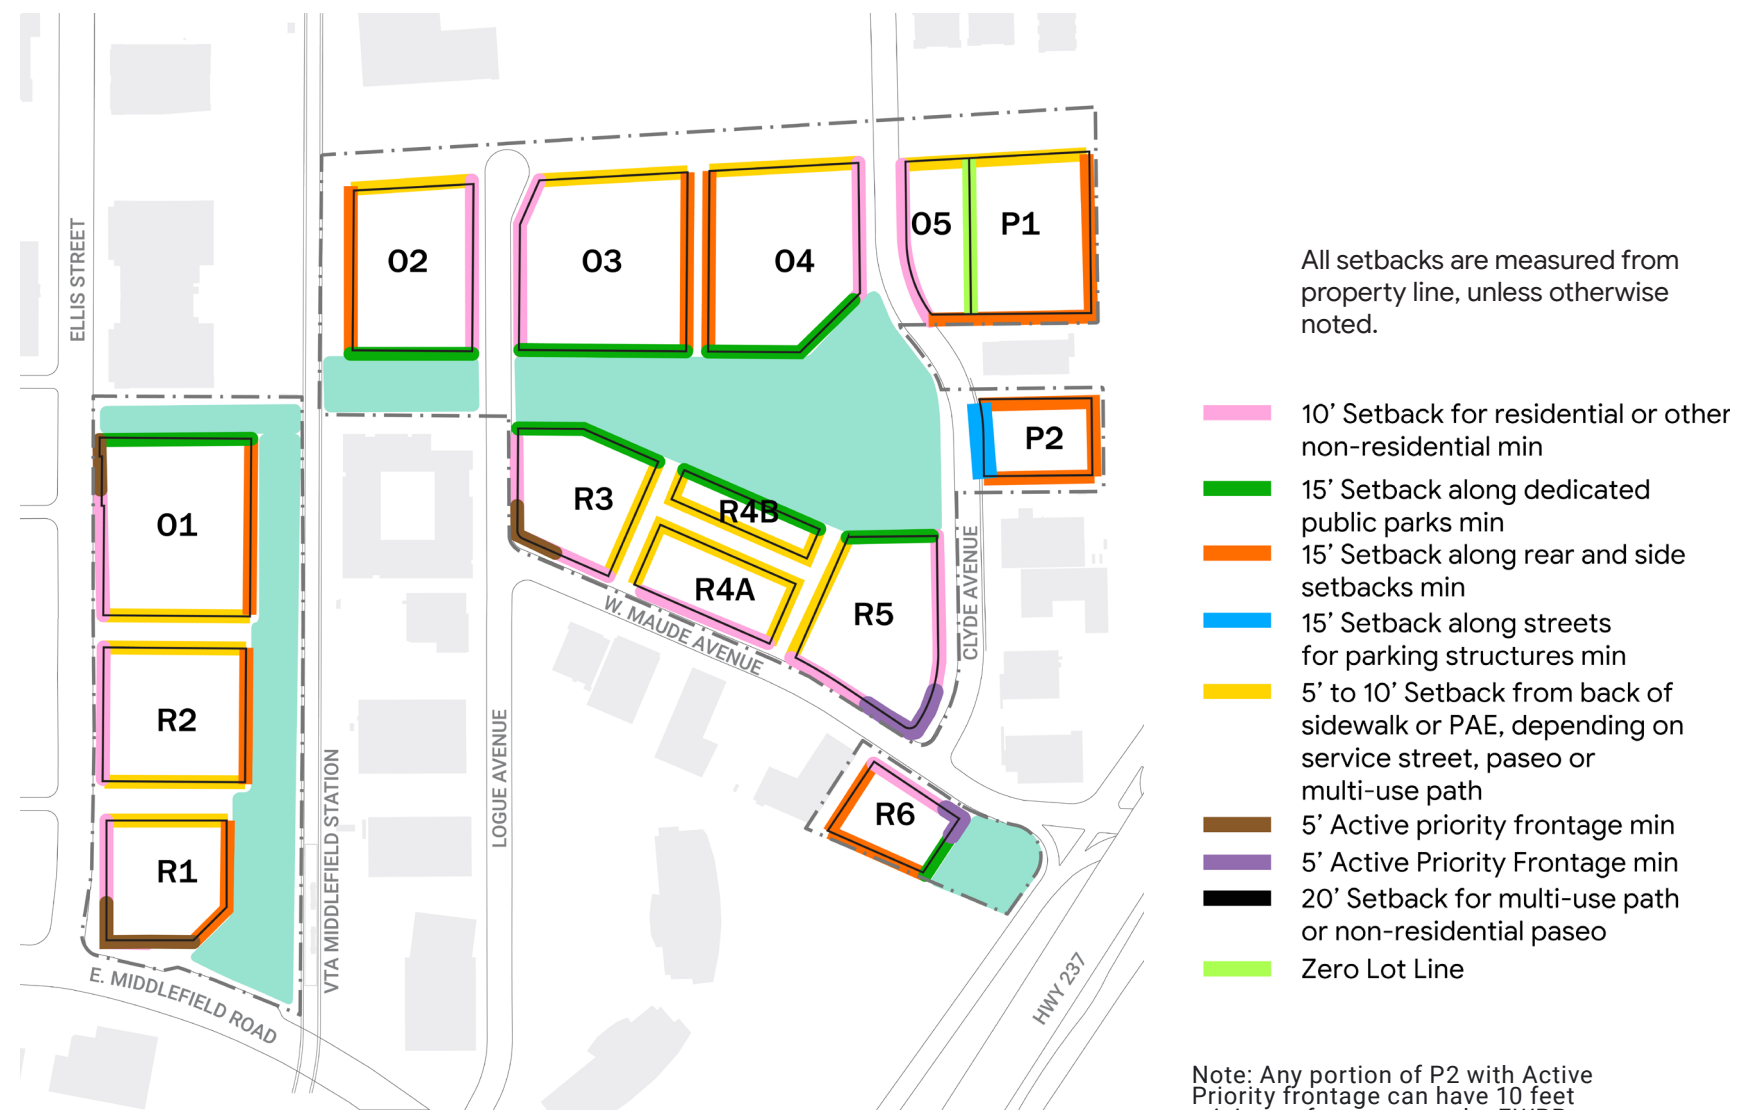 ELLIS STREET
O2
O3
O4
O5
P1
P2
O1
R3
R4B
R4A
R5
R2
R1
R6
W. MAUDE AVENUE
CLYDE AVENUE
LOGUE AVENUE
VTA MIDDLEFIELD STATION
E. MIDDLEFIELD ROAD
HWY 237
All setbacks are measured from
property line, unless otherwise
noted.
10’ Setback for residential or other
non-residential min
15’ Setback along dedicated
public parks min
15’ Setback along rear and side
setbacks min
15’ Setback along streets
for parking structures min
5’ to 10’ Setback from back of
sidewalk or PAE, depending on
service street, paseo or
multi-use path
5’ Active priority frontage min
5’ Active Priority Frontage min
20’ Setback for multi-use path
or non-residential paseo
Zero Lot Line
Note: Any portion of P2 with Active
Priority frontage can have 10 feet